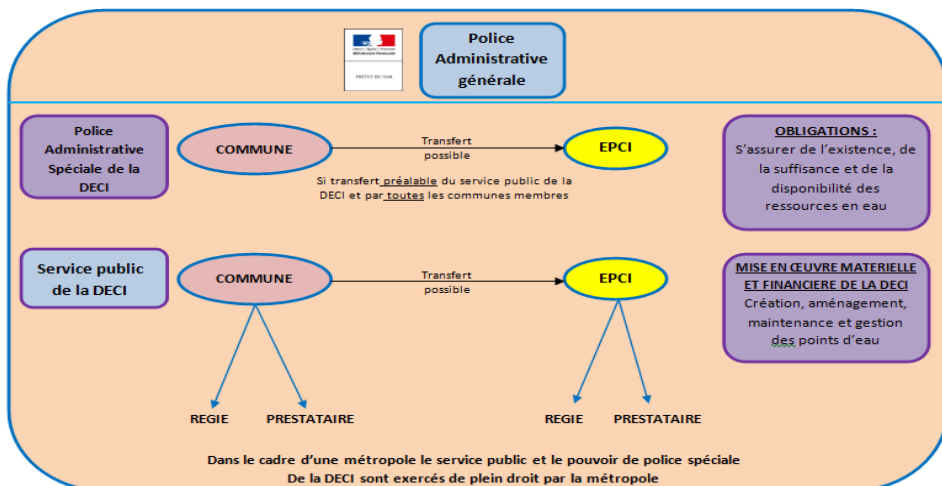 Police
Administrative
générale
RÉPUBLIQUE FRANÇAISE
PRÉFET DU VAR
Police
Administrative
Spéciale de la
DECI
COMMUNE
Transfert
possible
EPCI
Si transfert préalable du service public de la
DECI et par toutes les communes membres
OBLIGATIONS :
S’assurer de l’existence, de
la suffisance et de la
disponibilité des
ressources en eau
Service public
de la DECI
COMMUNE
Transfert
possible
EPCI
MISE EN ŒUVRE MATERIELLE
ET FINANCIERE DE LA DECI
Création, aménagement,
maintenance et gestion
des points d’eau
REGIE PRESTATAIRE
REGIE PRESTATAIRE
Dans le cadre d’une métropole le service public et le pouvoir de police spéciale
De la DECI sont exercés de plein droit par la métropole